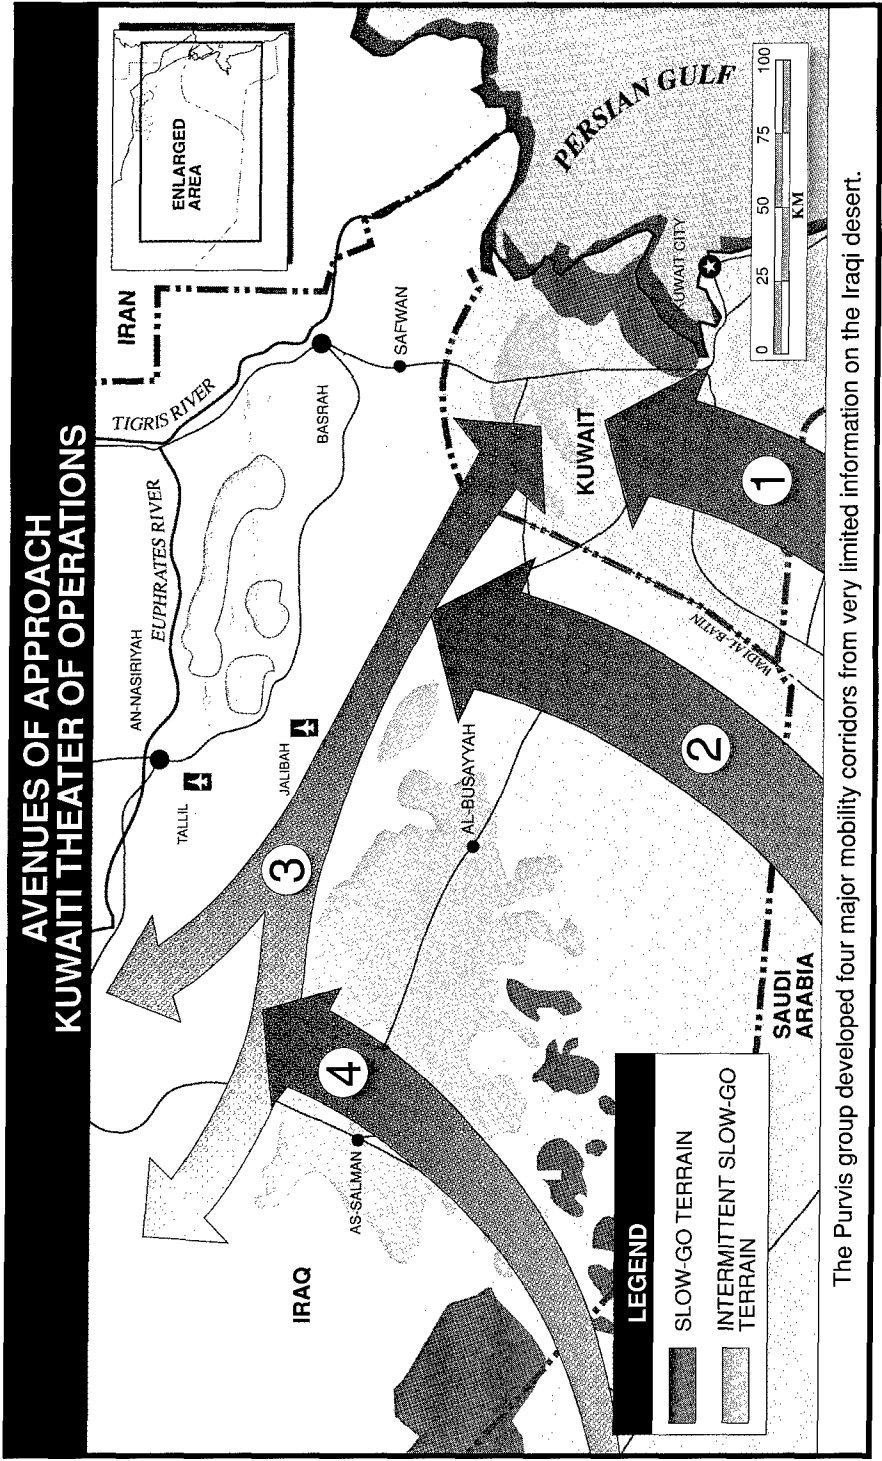 AVENUES OF APPROACH
KUWAITI THEATER OF OPERATIONS
ENLARGED
AREA
IRAN
TIGRIS RIVER
EUPHRATES RIVER
AN-NASIRIYAH
TALLIL
JALIBAH
BASRAH
SAFWAN
PERSIAN GULF
KUWAIT CITY
KUWAIT
WADI AL-BATIN
AL-BUSAYYAH
AS-SALMAN
IRAQ
SAUDI
ARABIA
1
2
3
4
0 25 50 75 100
KM
LEGEND
SLOW-GO TERRAIN
INTERMITTENT SLOW-GO
TERRAIN
The Purvis group developed four major mobility corridors from very limited information on the Iraqi desert.